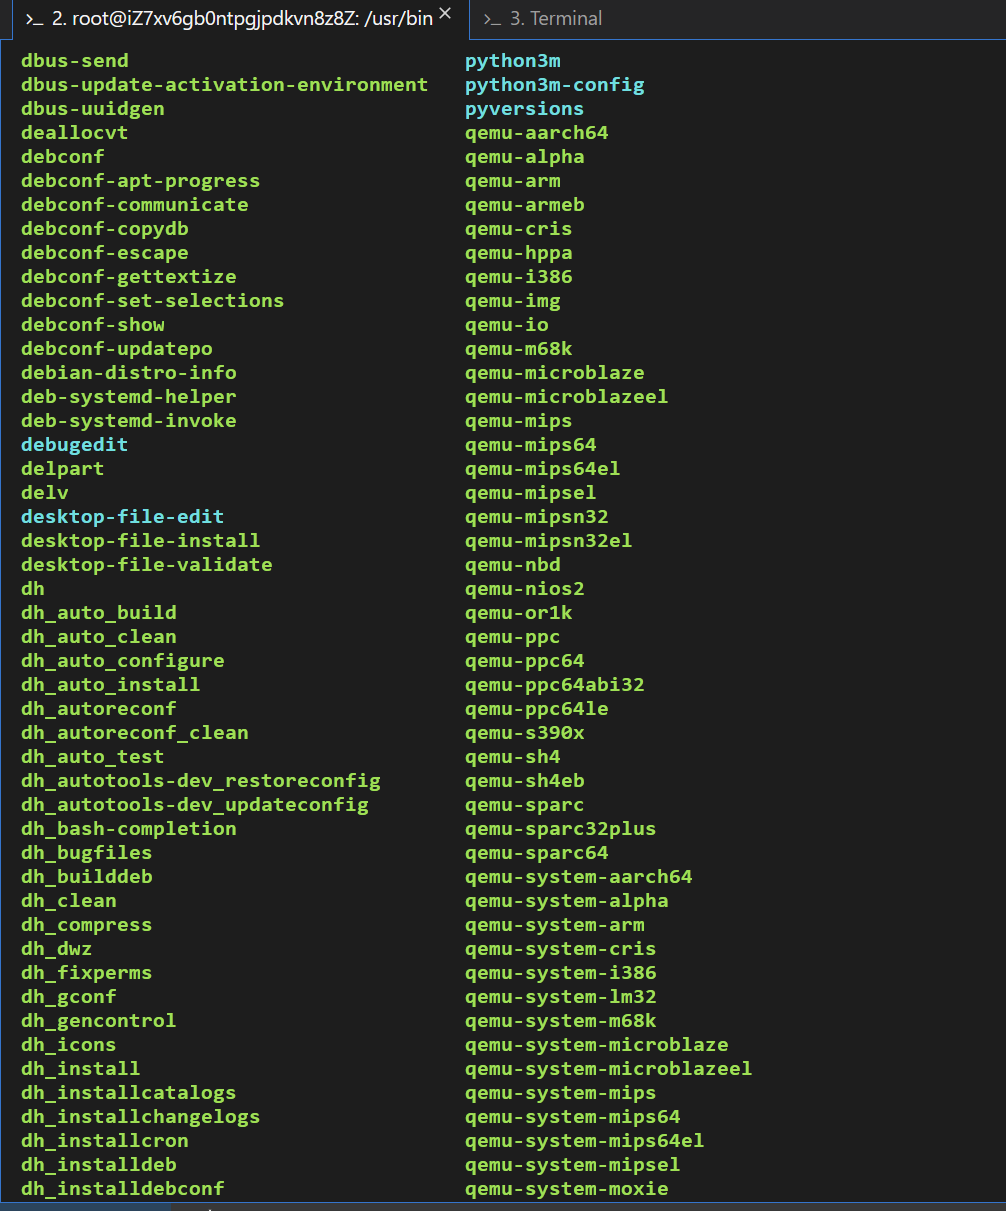 2. root@iZ7xv6gb0ntpgjpdkvn8z8Z: /usr/bin 3. Terminal
dbus-send python3m
dbus-update-activation-environment python3m-config
dbus-uuidgen pyversions
deallocvt qemu-aarch64
debconf qemu-alpha
debconf-apt-progress qemu-arm
debconf-communicate qemu-armeb
debconf-copydb qemu-cris
debconf-escape qemu-hppa
debconf-gettextize qemu-i386
debconf-set-selections qemu-img
debconf-show qemu-io
debconf-updatepo qemu-m68k
debian-distro-info qemu-microblaze
deb-systemd-helper qemu-microblazeel
deb-systemd-invoke qemu-mips
debugedit qemu-mips64
delpart qemu-mips64el
delv qemu-mipsel
desktop-file-edit qemu-mipsn32
desktop-file-install qemu-mipsn32el
desktop-file-validate qemu-nbd
dh qemu-nios2
dh_auto_build qemu-or1k
dh_auto_clean qemu-ppc
dh_auto_configure qemu-ppc64
dh_auto_install qemu-ppc64abi32
dh_autoreconf qemu-ppc64le
dh_autoreconf_clean qemu-s390x
dh_auto_test qemu-sh4
dh_autotools-dev_restoreconfig qemu-sh4eb
dh_autotools-dev_updateconfig qemu-sparc
dh_bash-completion qemu-sparc32plus
dh_bugfiles qemu-sparc64
dh_builddeb qemu-system-aarch64
dh_clean qemu-system-alpha
dh_compress qemu-system-arm
dh_dwz qemu-system-cris
dh_fixperms qemu-system-i386
dh_gconf qemu-system-lm32
dh_gencontrol qemu-system-m68k
dh_icons qemu-system-microblaze
dh_install qemu-system-microblazeel
dh_installcatalogs qemu-system-mips
dh_installchangelogs qemu-system-mips64
dh_installcron qemu-system-mips64el
dh_installdeb qemu-system-mipsel
dh_installdebconf qemu-system-moxie